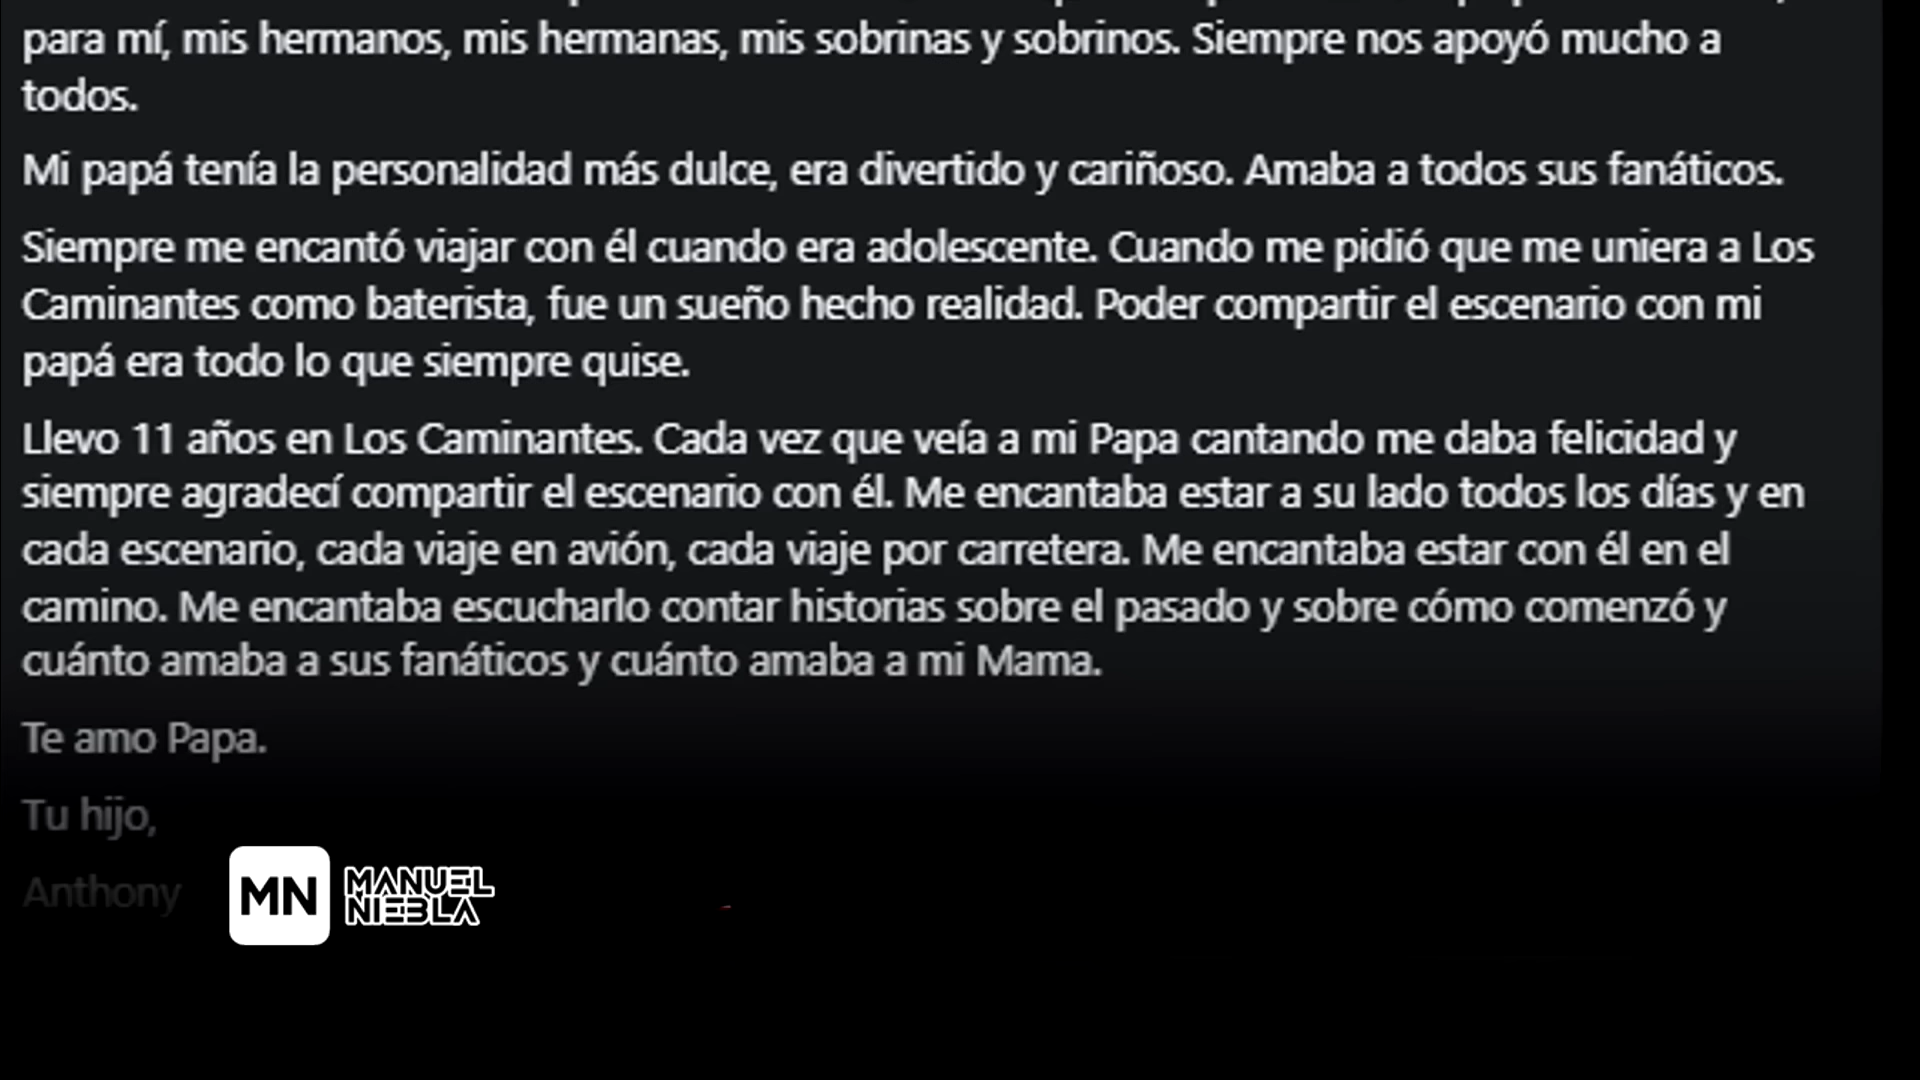 para mí, mis hermanos, mis hermanas, mis sobrinas y sobrinos. Siempre nos apoyó mucho a
todos.
Mi papá tenía la personalidad más dulce, era divertido y cariñoso. Amaba a todos sus fanáticos.
Siempre me encantó viajar con él cuando era adolescente. Cuando me pidió que me uniera a Los
Caminantes como baterista, fue un sueño hecho realidad. Poder compartir el escenario con mi
papá era todo lo que siempre quise.
Llevo 11 años en Los Caminantes. Cada vez que veía a mi Papa cantando me daba felicidad y
siempre agradecí compartir el escenario con él. Me encantaba estar a su lado todos los días y en
cada escenario, cada viaje en avión, cada viaje por carretera. Me encantaba estar con él en el
camino. Me encantaba escucharlo contar historias sobre el pasado y sobre cómo comenzó y
cuánto amaba a sus fanáticos y cuánto amaba a mi Mama.
Te amo Papa.
Tu hijo,
Anthony
MN MANUEL
NIEBLA